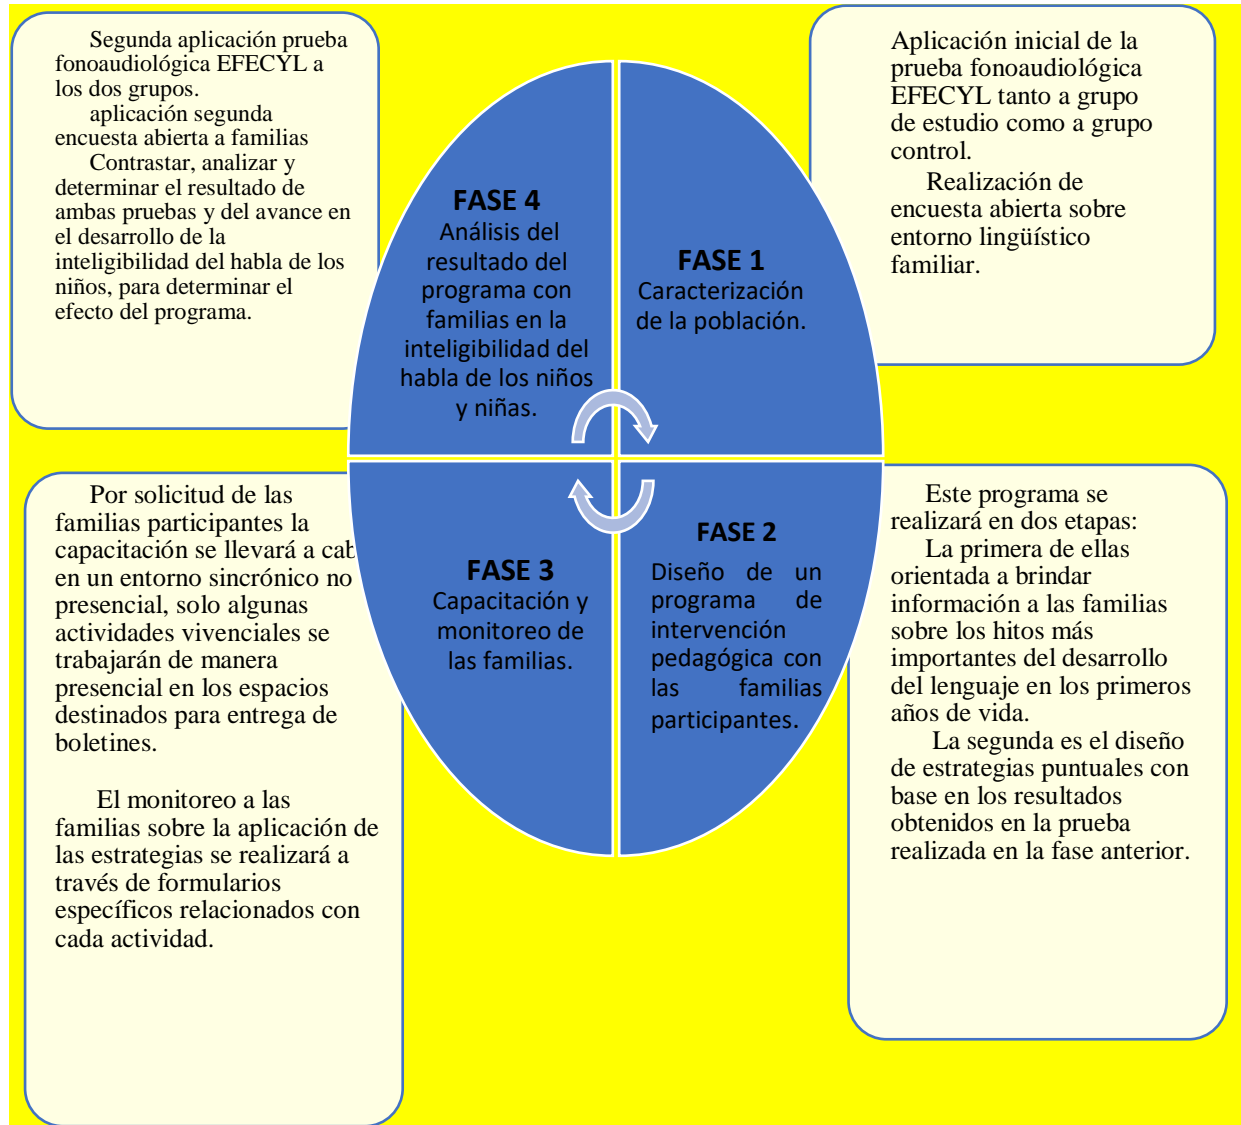 Segunda aplicación prueba
fonoaudiológica EFECYL a
los dos grupos.
aplicación segunda
encuesta abierta a familias
Contrastar, analizar y
determinar el resultado de
ambas pruebas y del avance en
el desarrollo de la
inteligibilidad del habla de los
niños, para determinar el
efecto del programa.
FASE 4
Análisis del
resultado del
programa con
familias en la
inteligibilidad del
habla de los niños
y niñas.
FASE 1
Caracterización
de la población.
Aplicación inicial de la
prueba fonoaudiológica
EFECYL tanto a grupo
de estudio como a grupo
control.
Realización de
encuesta abierta sobre
entorno lingüístico
familiar.
Por solicitud de las
familias participantes la
capacitación se llevará a cab
en un entorno sincrónico no
presencial, solo algunas
actividades vivenciales se
trabajarán de manera
presencial en los espacios
destinados para entrega de
boletines.
El monitoreo a las
familias sobre la aplicación de
las estrategias se realizará a
través de formularios
específicos relacionados con
cada actividad.
FASE 3
Capacitación y
monitoreo de
las familias.
FASE 2
Diseño de un
programa de
intervención
pedagógica con
las familias
participantes.
Este programa se
realizará en dos etapas:
La primera de ellas
orientada a brindar
información a las familias
sobre los hitos más
importantes del desarrollo
del lenguaje en los primeros
años de vida.
La segunda es el diseño
de estrategias puntuales con
base en los resultados
obtenidos en la prueba
realizada en la fase anterior.